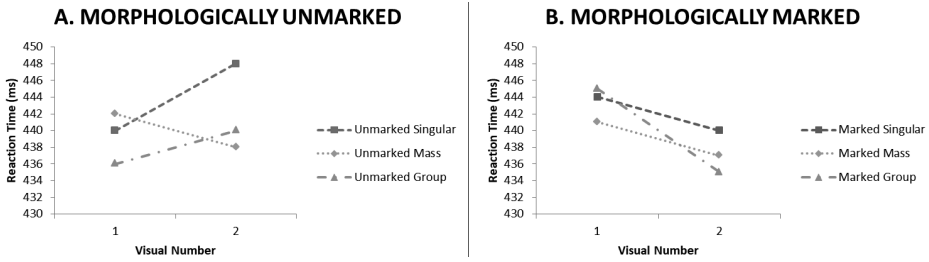 A. MORPHOLOGICALLY UNMARKED
450
448
446
444
442
440
438
436
434
432
430
Reaction Time (ms)
1 2
Visual Number
Unmarked Singular
Unmarked Mass
Unmarked Group
B. MORPHOLOGICALLY MARKED
450
448
446
444
442
440
438
436
434
432
430
Reaction Time (ms)
1 2
Visual Number
Marked Singular
Marked Mass
Marked Group